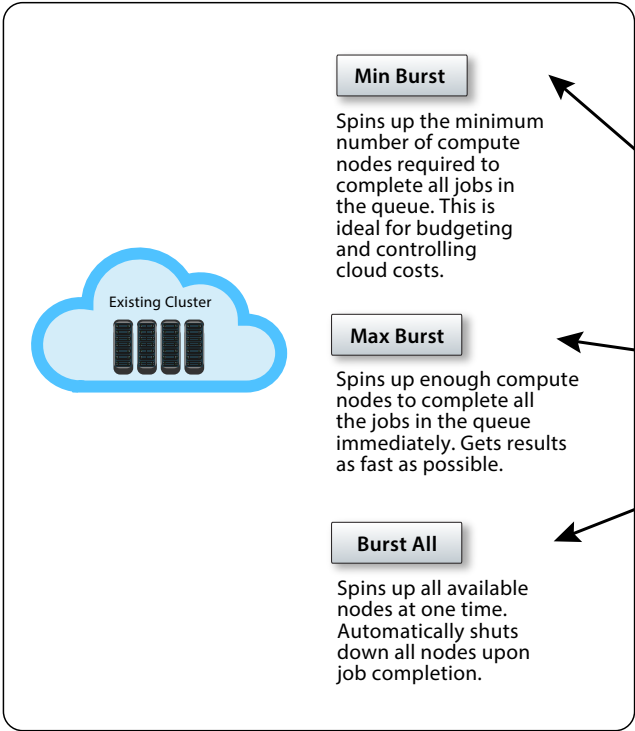 Min Burst
Spins up the minimum
number of compute
nodes required to
complete all jobs in
the queue. This is
ideal for budgeting
and controlling
cloud costs.
Existing Cluster
Max Burst
Spins up enough compute
nodes to complete all
the jobs in the queue
immediately. Gets results
as fast as possible.
Burst All
Spins up all available
nodes at one time.
Automatically shuts
down all nodes upon
job completion.